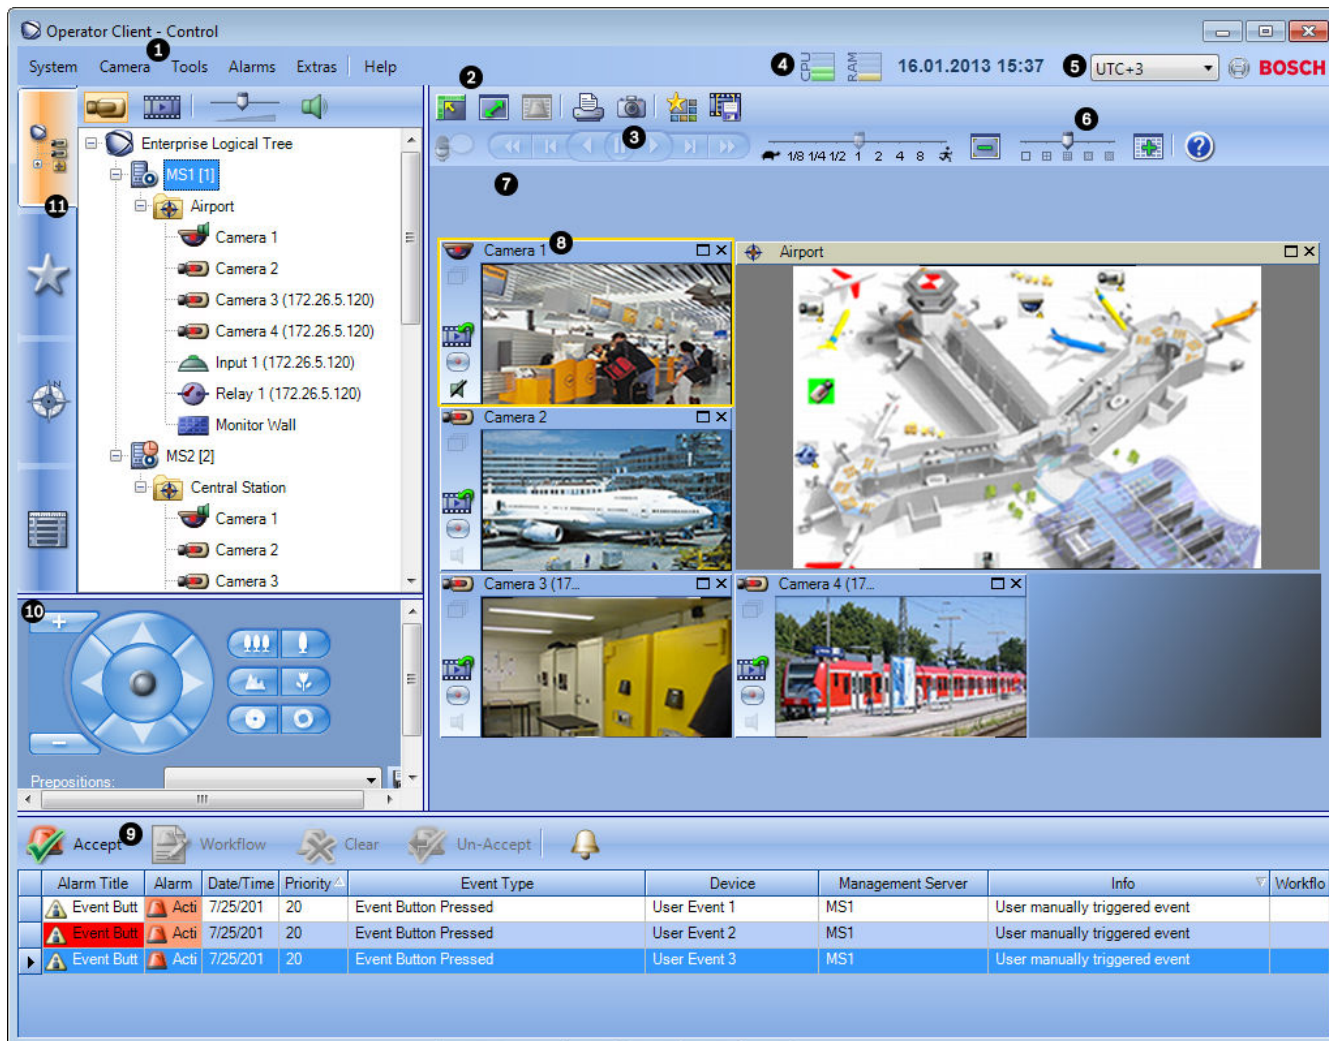 Operator Client - Control
1
System Camera Tools Alarms Extras Help
4 CPU RAM 16.01.2013 15:37 5 UTC+3 BOSCH
2
3
6
1/8 1/4 1/2 1 2 4 8
7
11
Enterprise Logical Tree
MS1 [1]
Airport
Camera 1
Camera 2
Camera 3 (172.26.5.120)
Camera 4 (172.26.5.120)
Input 1 (172.26.5.120)
Relay 1 (172.26.5.120)
Monitor Wall
MS2 [2]
Central Station
Camera 1
Camera 2
Camera 3
N
Camera 1 8
Airport
Camera 2
Camera 3 (17...
Camera 4 (17...
10
Prepositions:
Accept 9 Workflow Clear Un-Accept
Alarm Title Alarm Date/Time Priority Event Type Device Management Server Info Workflo
Event Butt Acti 7/25/201 20 Event Button Pressed User Event 1 MS1 User manually triggered event
Event Butt Acti 7/25/201 20 Event Button Pressed User Event 2 MS1 User manually triggered event
Event Butt Acti 7/25/201 20 Event Button Pressed User Event 3 MS1 User manually triggered event